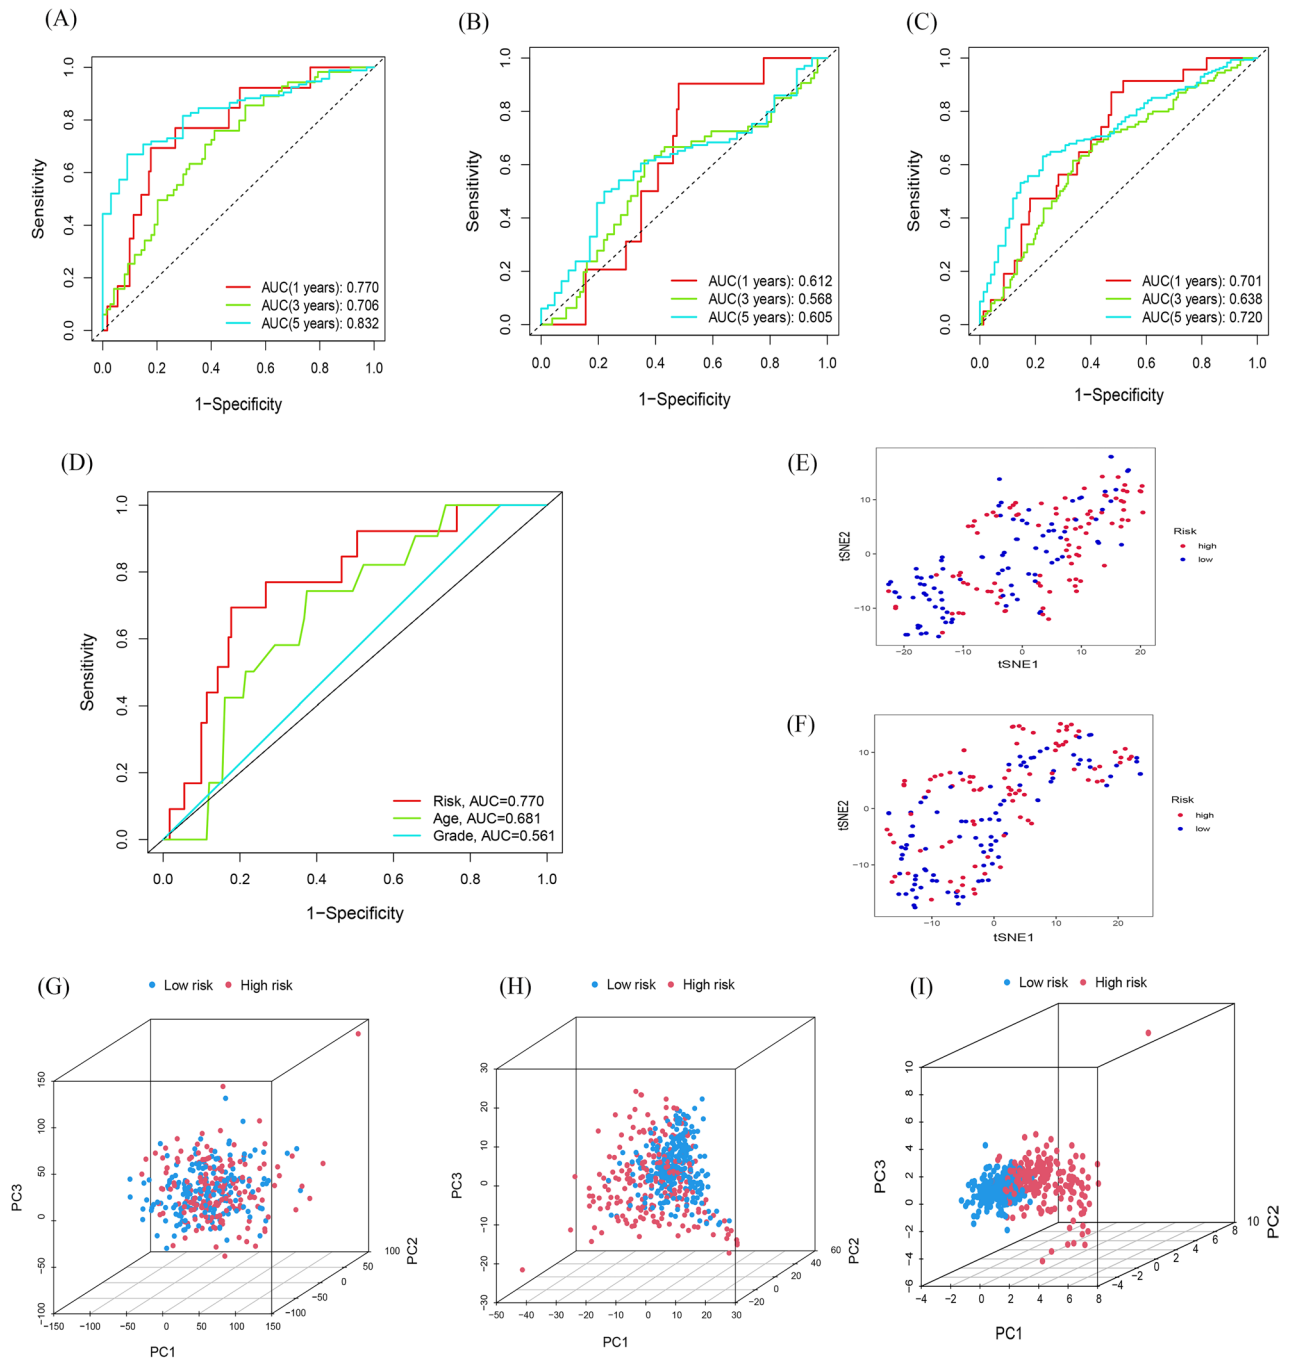 (A)
1.0
0.8
0.6
0.4
0.2
0.0
Sensitivity
AUC(1 years): 0.770
AUC(3 years): 0.706
AUC(5 years): 0.832
0.0 0.2 0.4 0.6 0.8 1.0
1−Specificity
(B)
1.0
0.8
0.6
0.4
0.2
0.0
Sensitivity
AUC(1 years): 0.612
AUC(3 years): 0.568
AUC(5 years): 0.605
0.0 0.2 0.4 0.6 0.8 1.0
1−Specificity
(C)
1.0
0.8
0.6
0.4
0.2
0.0
Sensitivity
AUC(1 years): 0.701
AUC(3 years): 0.638
AUC(5 years): 0.720
0.0 0.2 0.4 0.6 0.8 1.0
1−Specificity
(D)
1.0
0.8
0.6
0.4
0.2
0.0
Sensitivity
Risk, AUC=0.770
Age, AUC=0.681
Grade, AUC=0.561
0.0 0.2 0.4 0.6 0.8 1.0
1−Specificity
(E)
10
0
−10
tSNE2
−20 −10 0 10 20
tSNE1
Risk
high
low
(F)
10
0
−10
tSNE2
−10 0 10 20
tSNE1
Risk
high
low
(G)
Low risk High risk
150
100
50
0
−50
−100
PC3
−150 −100 −50 0 50 100 150
PC1
−100
−50
0
50
100
PC2
(H)
Low risk High risk
30
20
10
0
−10
−20
−30
PC3
−50 −40 −30 −20 −10 0 10 20 30
PC1
−20
0
20
40
60
PC2
(I)
Low risk High risk
10
8
6
4
2
0
−2
−4
−6
PC3
−4 −2 0 2 4 6 8
PC1
−4
−2
0
2
4
6
8
10
PC2